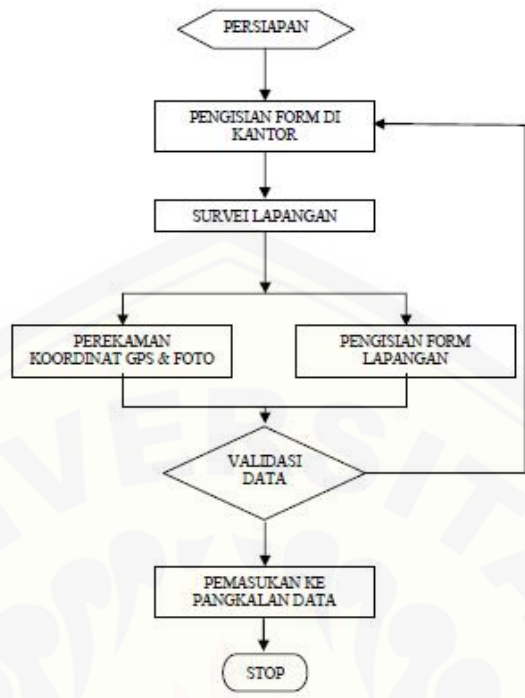 PERSIAPAN
PENGISIAN FORM DI
KANTOR
SURVEI LAPANGAN
PEREKAMAN
KOORDINAT GPS & FOTO
PENGISIAN FORM
LAPANGAN
VALIDASI
DATA
PEMASUKAN KE
PANGKALAN DATA
STOP